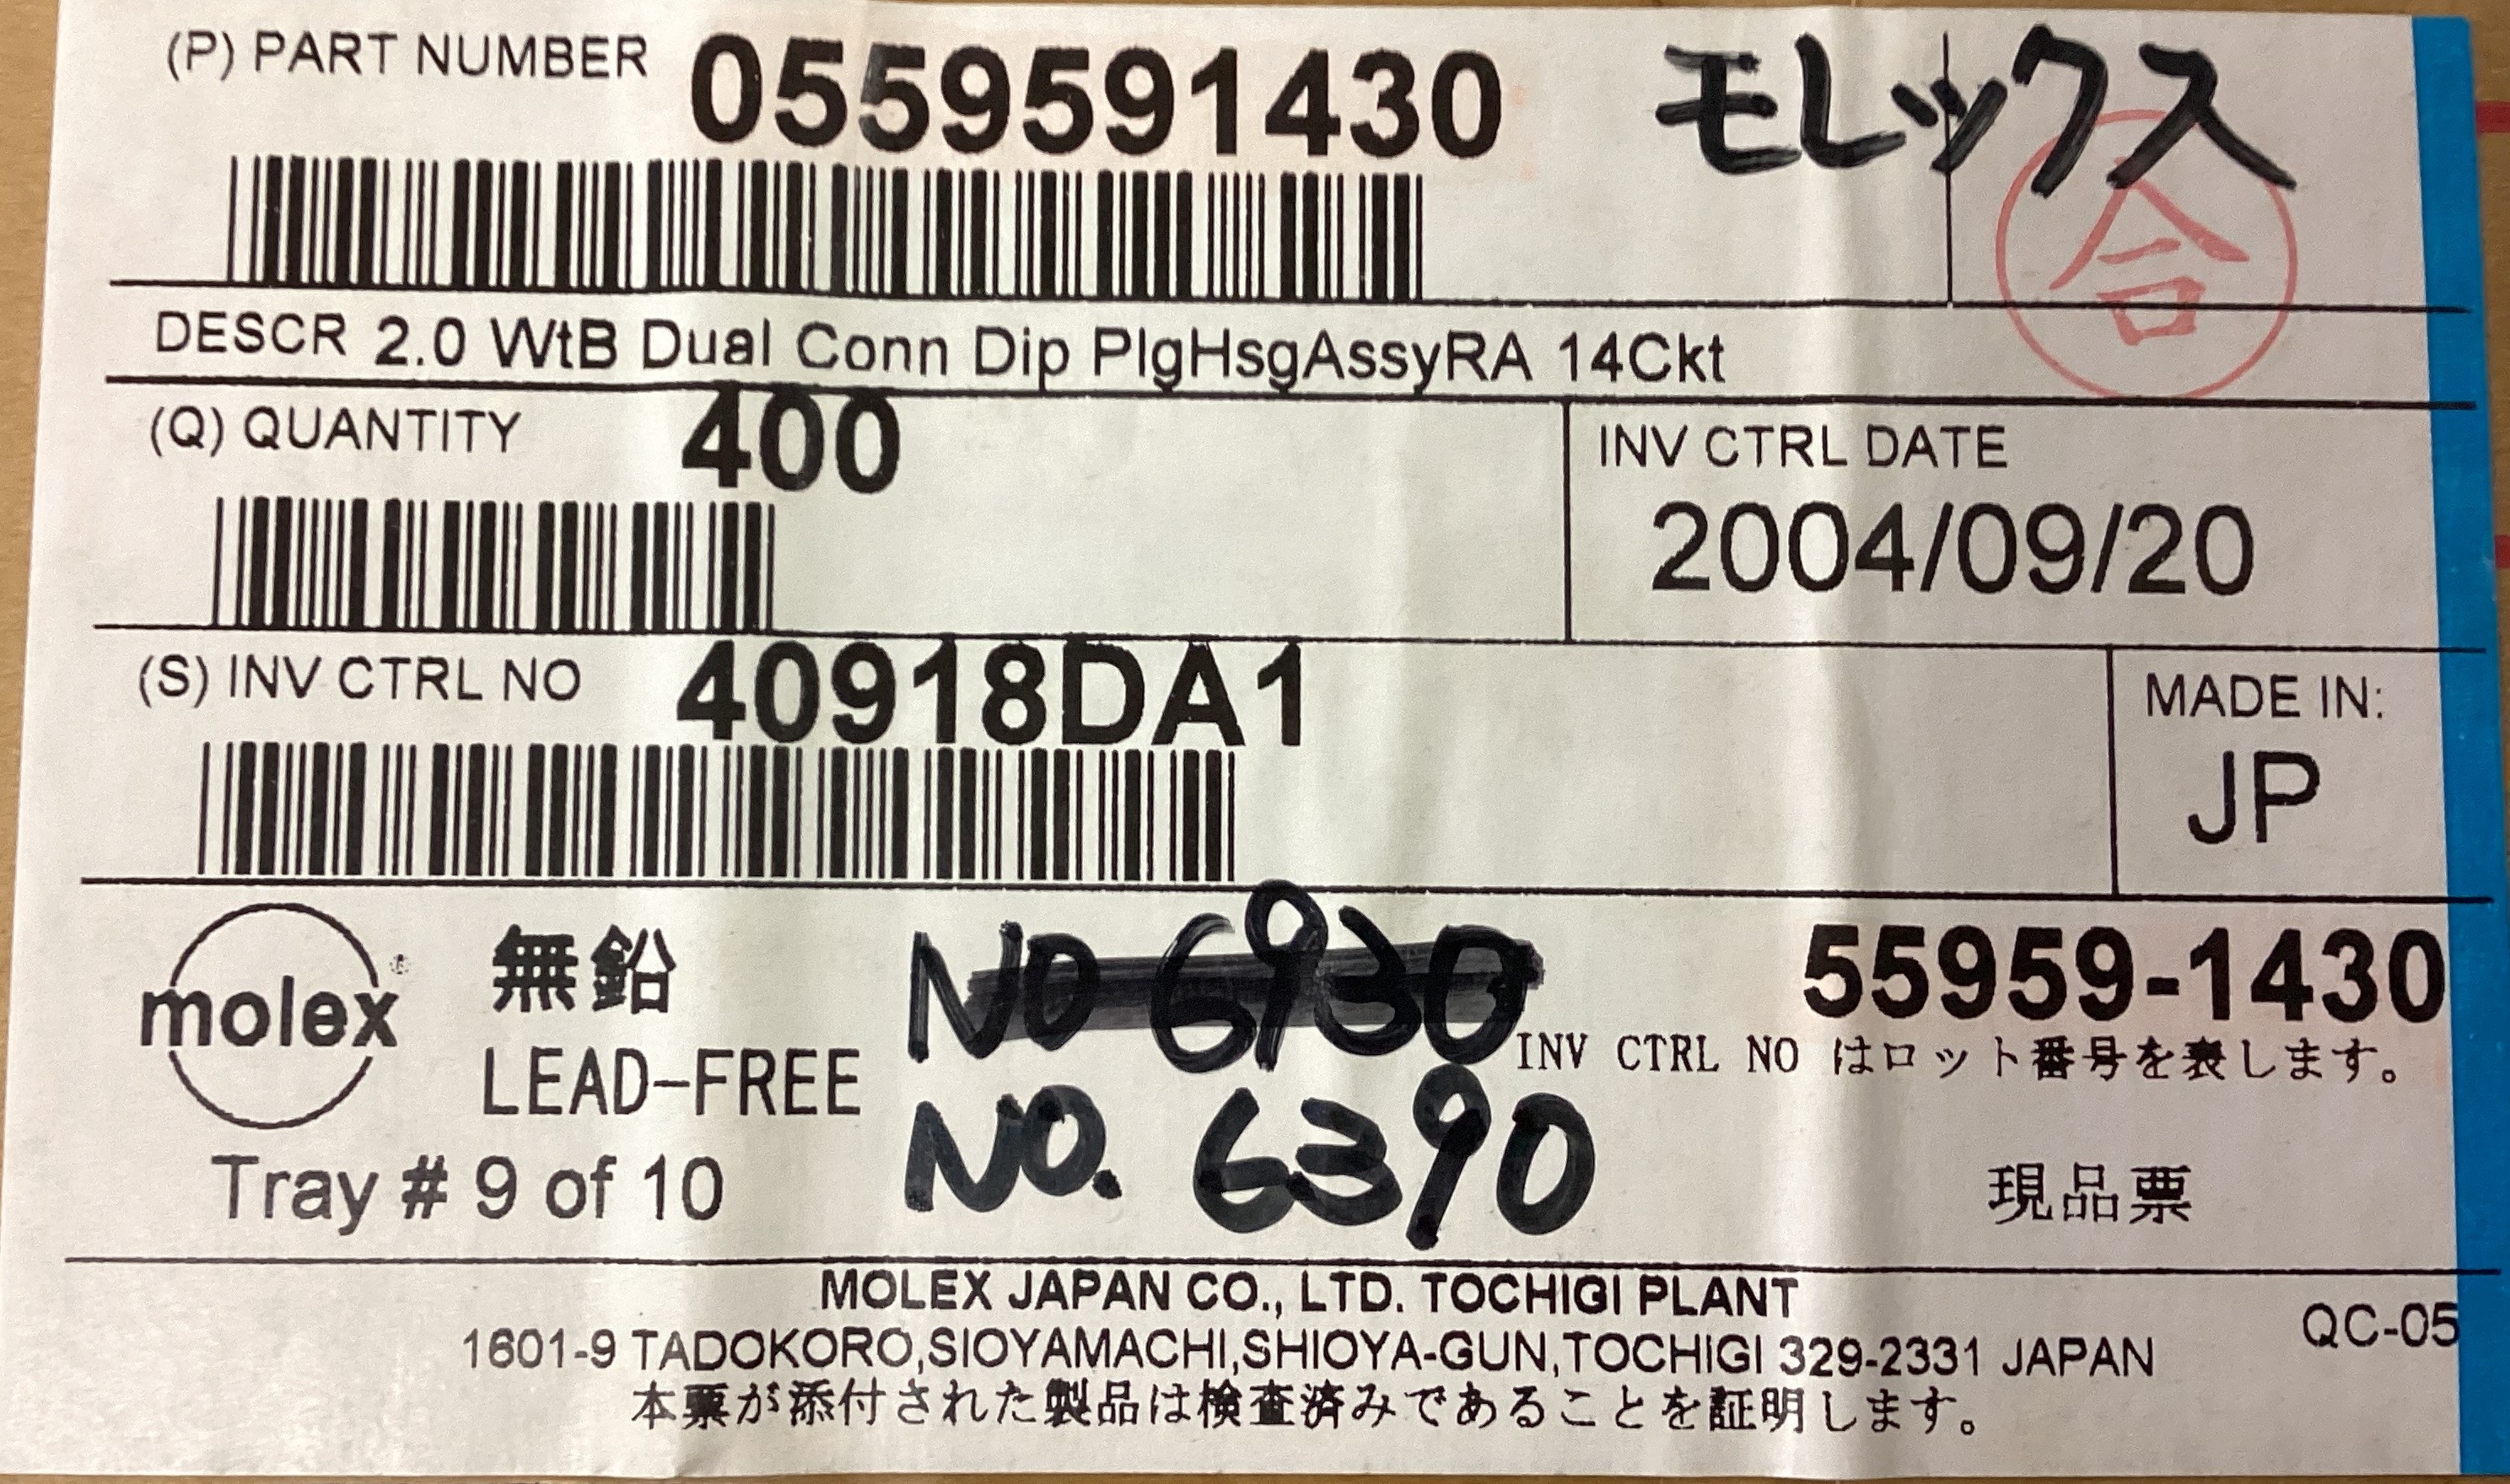 (P) PART NUMBER 0559591430 モレックス
合
DESCR 2.0 WtB Dual Conn Dip PlgHsgAssyRA 14Ckt
(Q) QUANTITY 400
INV CTRL DATE
2004/09/20
(S) INV CTRL NO 40918DA1
MADE IN:
JP
molex
無鉛
LEAD-FREE
Tray # 9 of 10
NO 6930
NO. 6390
55959-1430
INV CTRL NO はロット番号を表します。
現品票
MOLEX JAPAN CO., LTD. TOCHIGI PLANT
1601-9 TADOKORO,SIOYAMACHI,SHIOYA-GUN,TOCHIGI 329-2331 JAPAN
QC-05
本票が添付された製品は検査済みであることを証明します。